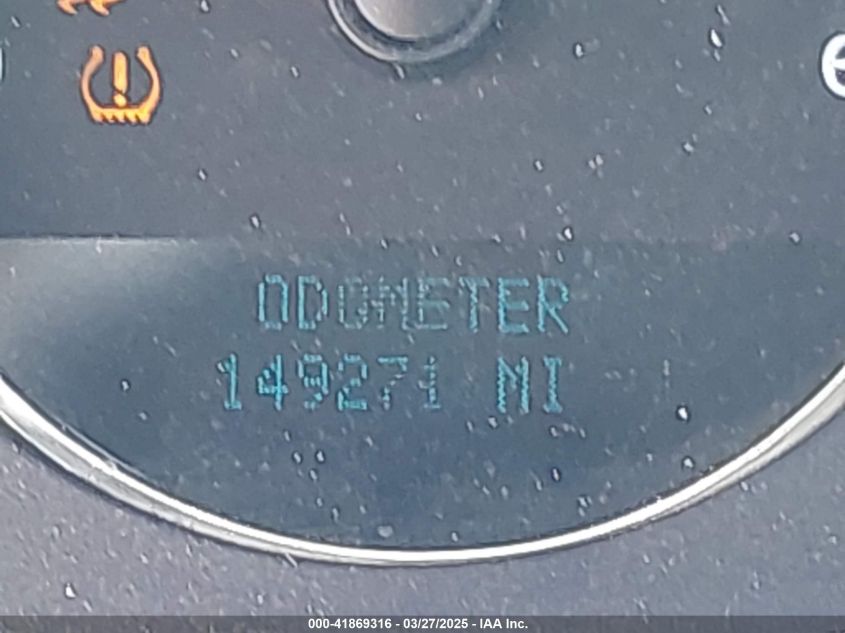 ODOMETER
149271 MI
000-41869316 - 03/27/2025 - IAA Inc.